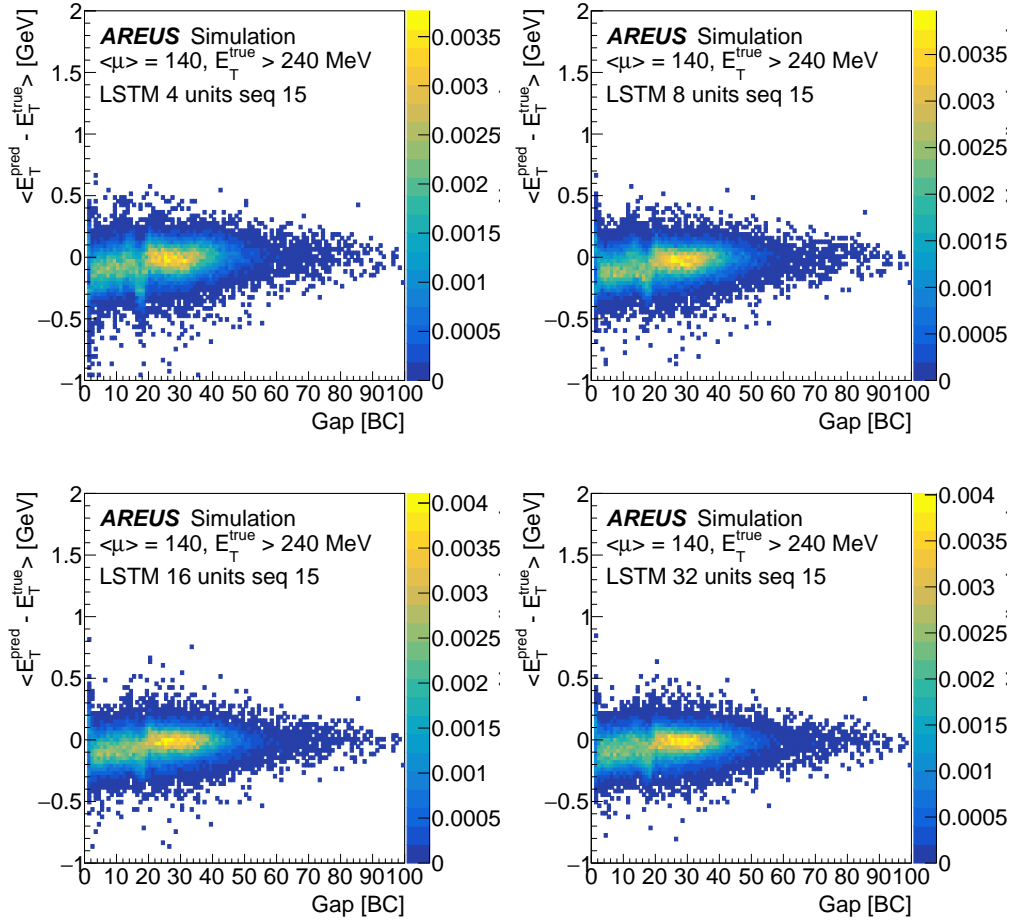 <E_T^pred - E_T^true> [GeV]
2
1.5
1
0.5
0
−0.5
−1
AREUS Simulation
<μ> = 140, E_T^true > 240 MeV
LSTM 4 units seq 15
0 10 20 30 40 50 60 70 80 90 100
Gap [BC]
0.0035
0.003
0.0025
0.002
0.0015
0.001
0.0005
0
<E_T^pred - E_T^true> [GeV]
2
1.5
1
0.5
0
−0.5
−1
AREUS Simulation
<μ> = 140, E_T^true > 240 MeV
LSTM 8 units seq 15
0 10 20 30 40 50 60 70 80 90 100
Gap [BC]
0.0035
0.003
0.0025
0.002
0.0015
0.001
0.0005
0
<E_T^pred - E_T^true> [GeV]
2
1.5
1
0.5
0
−0.5
−1
AREUS Simulation
<μ> = 140, E_T^true > 240 MeV
LSTM 16 units seq 15
0 10 20 30 40 50 60 70 80 90 100
Gap [BC]
0.004
0.0035
0.003
0.0025
0.002
0.0015
0.001
0.0005
0
<E_T^pred - E_T^true> [GeV]
2
1.5
1
0.5
0
−0.5
−1
AREUS Simulation
<μ> = 140, E_T^true > 240 MeV
LSTM 32 units seq 15
0 10 20 30 40 50 60 70 80 90 100
Gap [BC]
0.004
0.0035
0.003
0.0025
0.002
0.0015
0.001
0.0005
0